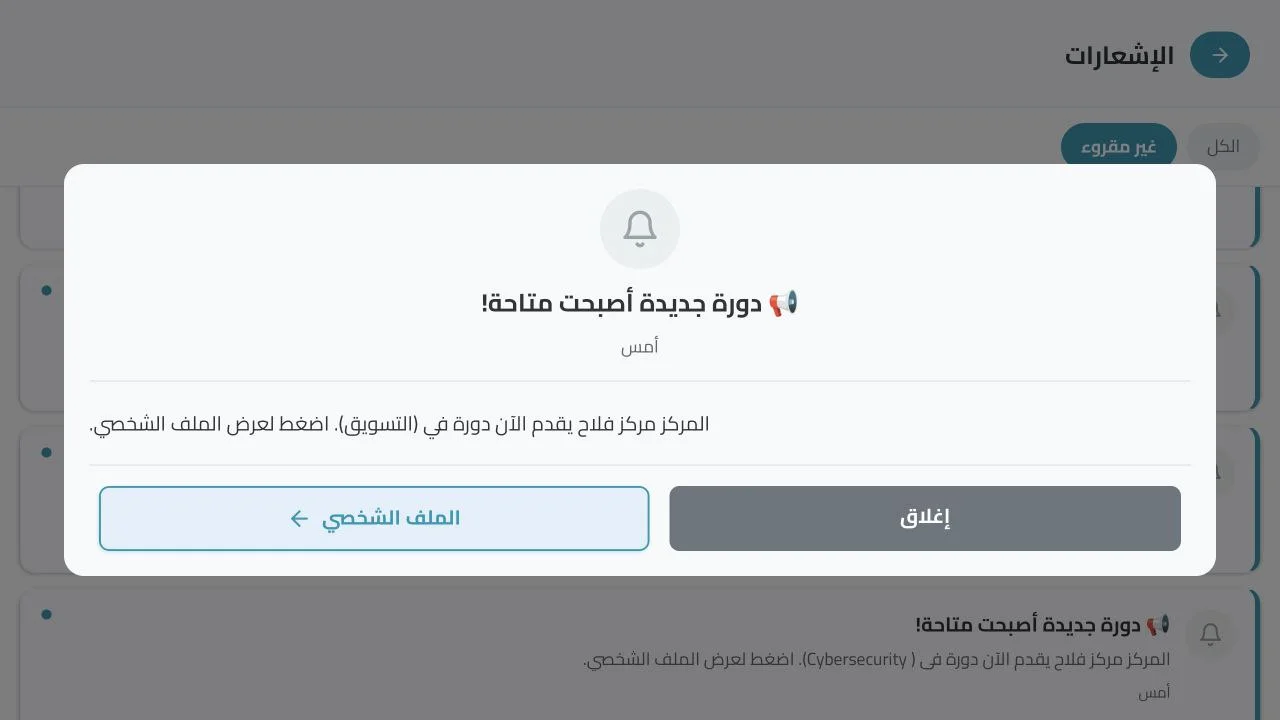 الإشعارات
الكل
غير مقروء
📢 دورة جديدة أصبحت متاحة!
أمس
المركز مركز فلاح يقدم الآن دورة في (التسويق). اضغط لعرض الملف الشخصي.
إغلاق
الملف الشخصي ←
📢 دورة جديدة أصبحت متاحة!
المركز مركز فلاح يقدم الآن دورة في ( Cybersecurity). اضغط لعرض الملف الشخصي.
أمس